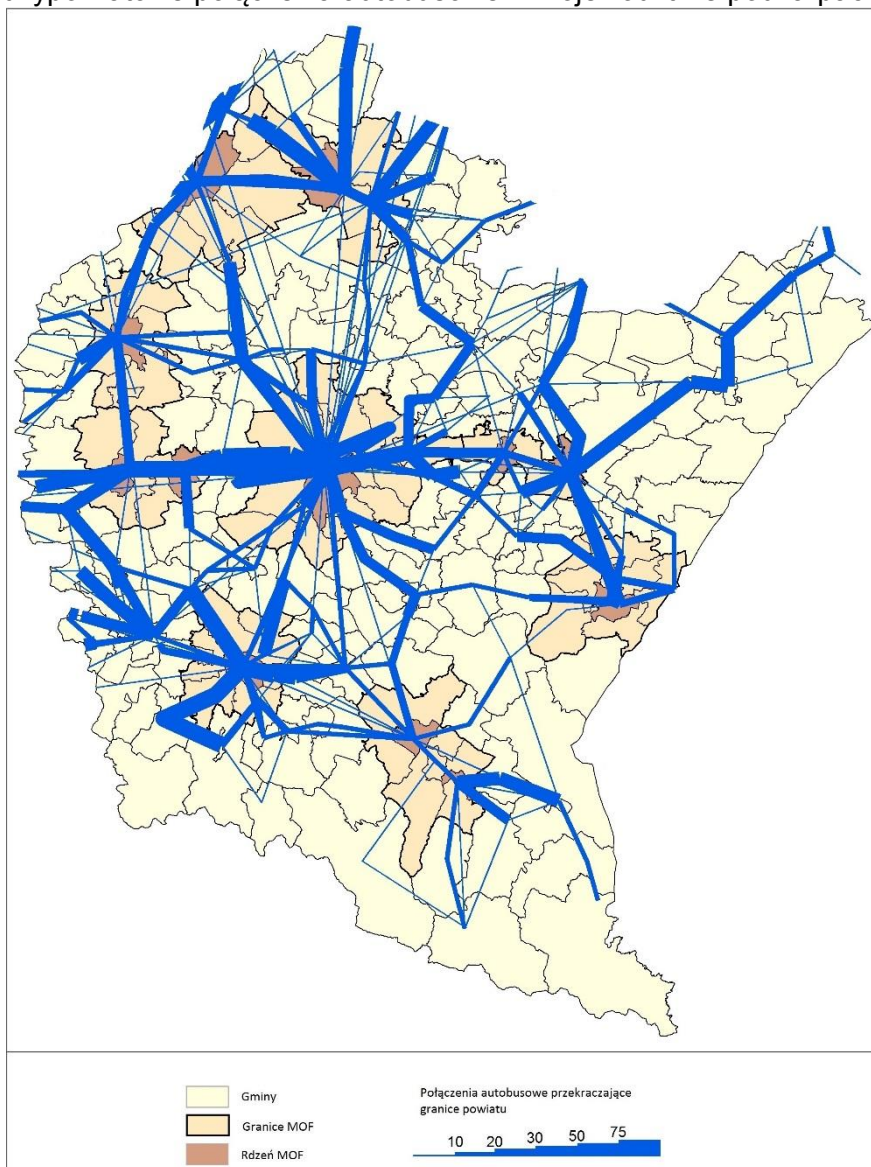 Gminy
Granice MOF
Rdzeń MOF
Połączenia autobusowe przekraczające
granice powiatu
10 20 30 50 75